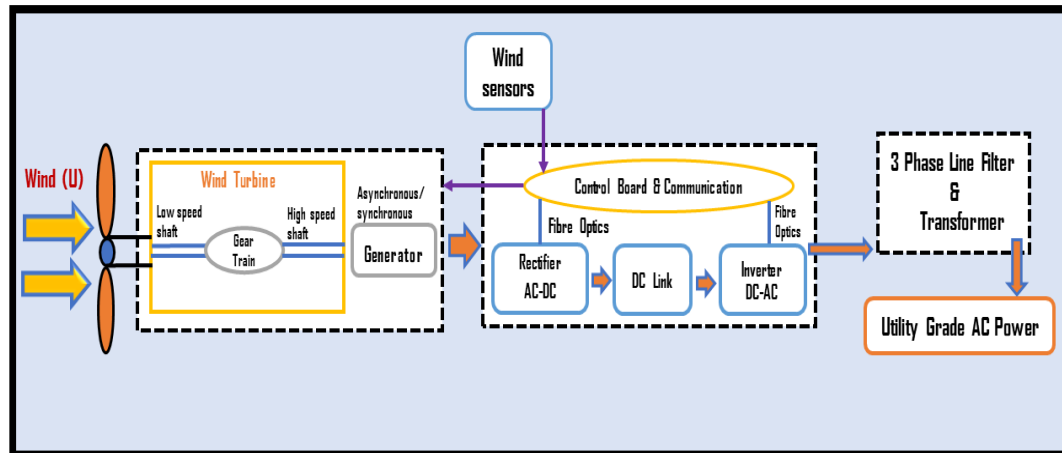 Wind
sensors
Wind (U)
Wind Turbine
Low speed
shaft
Gear
Train
High speed
shaft
Asynchronous/
synchronous
Generator
Control Board & Communication
Fibre Optics
Fibre
Optics
Rectifier
AC-DC
DC Link
Inverter
DC-AC
3 Phase Line Filter
&
Transformer
Utility Grade AC Power